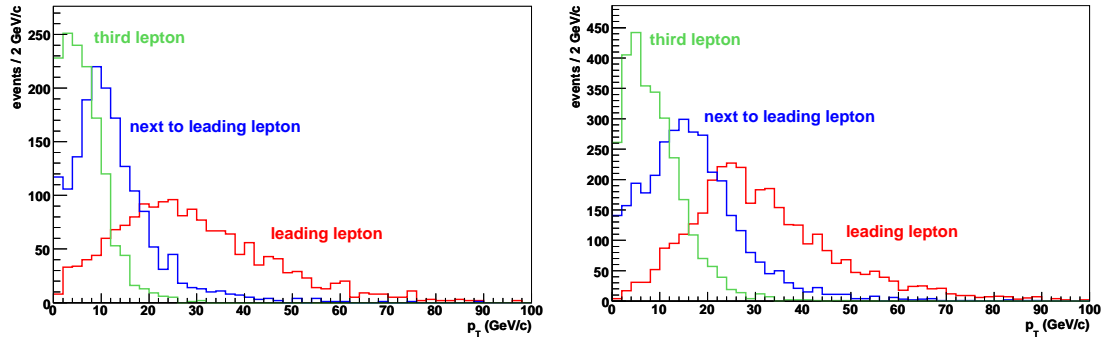 events / 2 GeV/c
250
200
150
100
50
0
third lepton
next to leading lepton
leading lepton
0 10 20 30 40 50 60 70 80 90 100
p_T (GeV/c)
events / 2 GeV/c
450
400
350
300
250
200
150
100
50
0
third lepton
next to leading lepton
leading lepton
0 10 20 30 40 50 60 70 80 90 100
p_T (GeV/c)